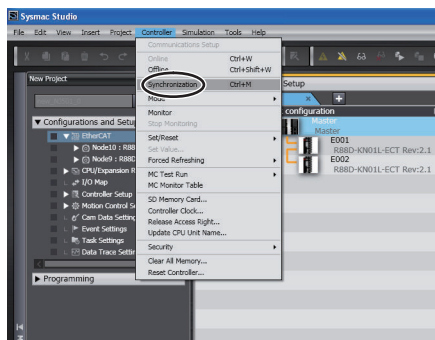 Sysmac Studio
File Edit View Insert Project Controller Simulation Tools Help
Communications Setup
Online Ctrl+W
Offline Ctrl+Shift+W
Synchronization Ctrl+M
Mode
Monitor
Stop Monitoring
Set/Reset
Set Value...
Forced Refreshing
MC Test Run
MC Monitor Table
SD Memory Card...
Controller Clock...
Release Access Right...
Update CPU Unit Name...
Security
Clear All Memory...
Reset Controller...
New Project
Configurations and Setu
EtherCAT
Node10 : R88
Node9 : R88D
CPU/Expansion R
I/O Map
Controller Setup
Motion Control Se
Cam Data Setting
Event Settings
Task Settings
Data Trace Settin
Programming
Setup
configuration
Master
Master
E001
R88D-KN01L-ECT Rev:2.1
E002
R88D-KN01L-ECT Rev:2.1